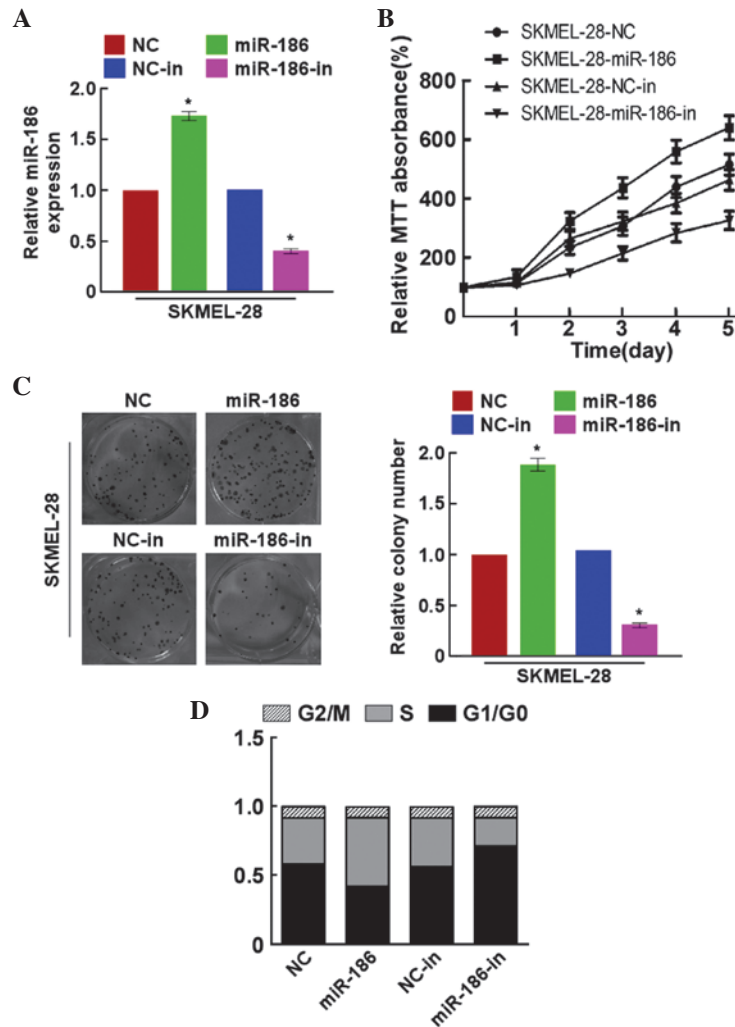 A
NC miR-186
NC-in miR-186-in
Relative miR-186
expression
2.0
1.5
1.0
0.5
0
*
*
SKMEL-28
B
SKMEL-28-NC
SKMEL-28-miR-186
SKMEL-28-NC-in
SKMEL-28-miR-186-in
Relative MTT absorbance(%)
800
600
400
200
0
1 2 3 4 5
Time(day)
C
NC miR-186
NC-in miR-186-in
SKMEL-28
NC miR-186
NC-in miR-186-in
Relative colony number
2.0
1.5
1.0
0.5
0
*
*
SKMEL-28
D
G2/M S G1/G0
1.5
1.0
0.5
0
NC miR-186 NC-in miR-186-in